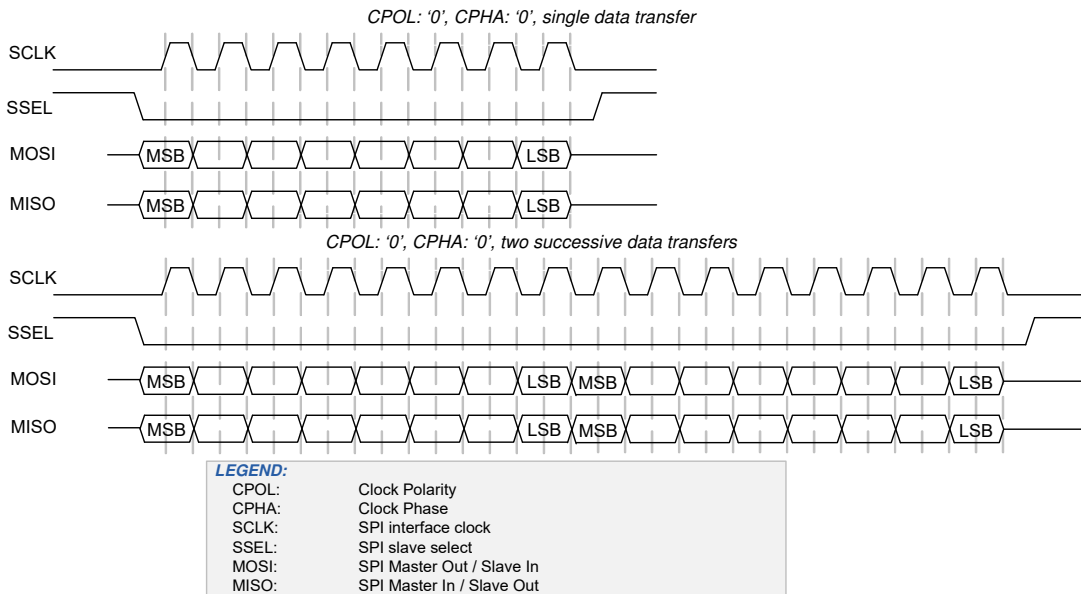 CPOL: ‘0’, CPHA: ‘0’, single data transfer
SCLK
SSEL
MOSI MSB LSB
MISO MSB LSB
CPOL: ‘0’, CPHA: ‘0’, two successive data transfers
SCLK
SSEL
MOSI MSB LSB MSB LSB
MISO MSB LSB MSB LSB
LEGEND:
CPOL: Clock Polarity
CPHA: Clock Phase
SCLK: SPI interface clock
SSEL: SPI slave select
MOSI: SPI Master Out / Slave In
MISO: SPI Master In / Slave Out